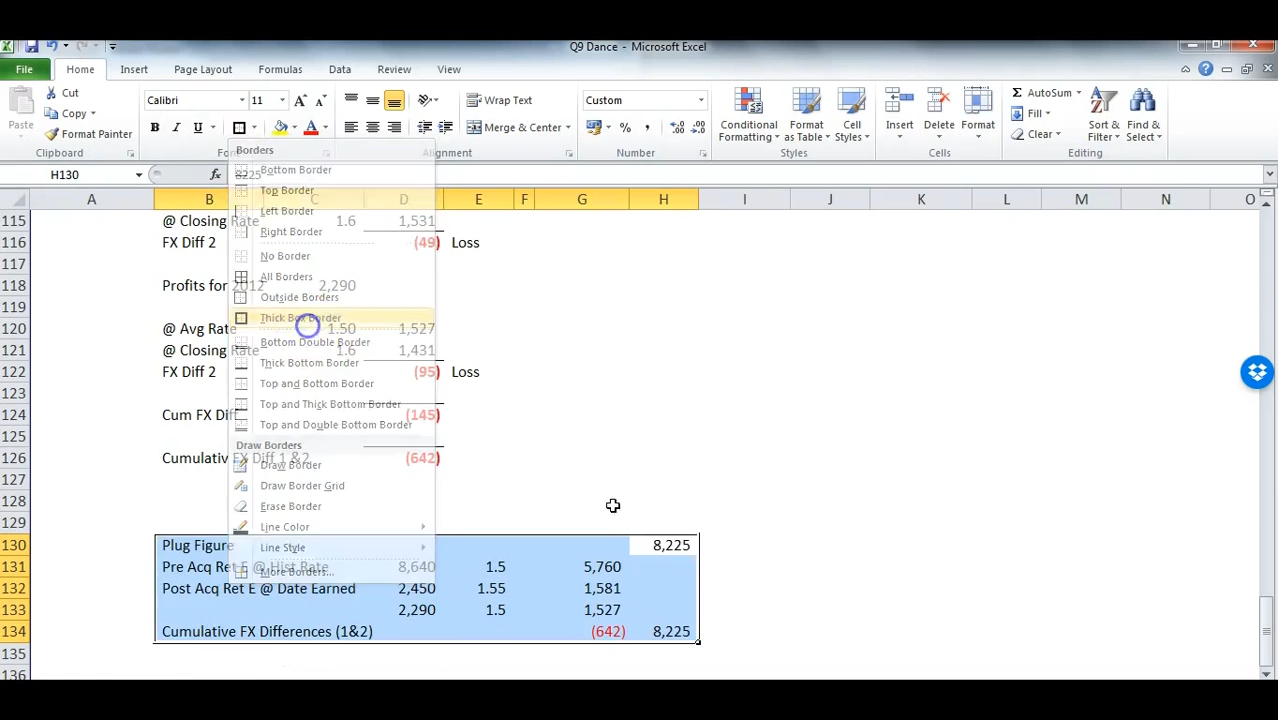 Q9 Dance - Microsoft Excel
File Home Insert Page Layout Formulas Data Review View
Paste Cut Copy Format Painter Clipboard
Calibri 11 A A B I U A
Wrap Text Merge & Center Alignment
Custom % , Number
Conditional Formatting Format as Table Cell Styles Styles
Insert Delete Format Cells
Σ AutoSum Fill Clear Sort & Filter Find & Select Editing
H130 fx 8225
A B C D E F G H I J K L M N O
Borders
Bottom Border
Top Border
Left Border
Right Border
No Border
All Borders
Outside Borders
Thick Box Border
Bottom Double Border
Thick Bottom Border
Top and Bottom Border
Top and Thick Bottom Border
Top and Double Bottom Border
Draw Borders
Draw Border
Draw Border Grid
Erase Border
Line Color
Line Style
More Borders...
115 @ Closing Rate 1.6 1,531
116 FX Diff 2 (49) Loss
117
118 Profits for 2012 2,290
119
120 @ Avg Rate 1.50 1,527
121 @ Closing Rate 1.6 1,431
122 FX Diff 2 (95) Loss
123
124 Cum FX Diff (145)
125
126 Cumulative FX Diff 1 &2 (642)
127
128
129
130 Plug Figure 8,225
131 Pre Acq Ret E @ Hist Rate 8,640 1.5 5,760
132 Post Acq Ret E @ Date Earned 2,450 1.55 1,581
133 2,290 1.5 1,527
134 Cumulative FX Differences (1&2) (642) 8,225
135
136